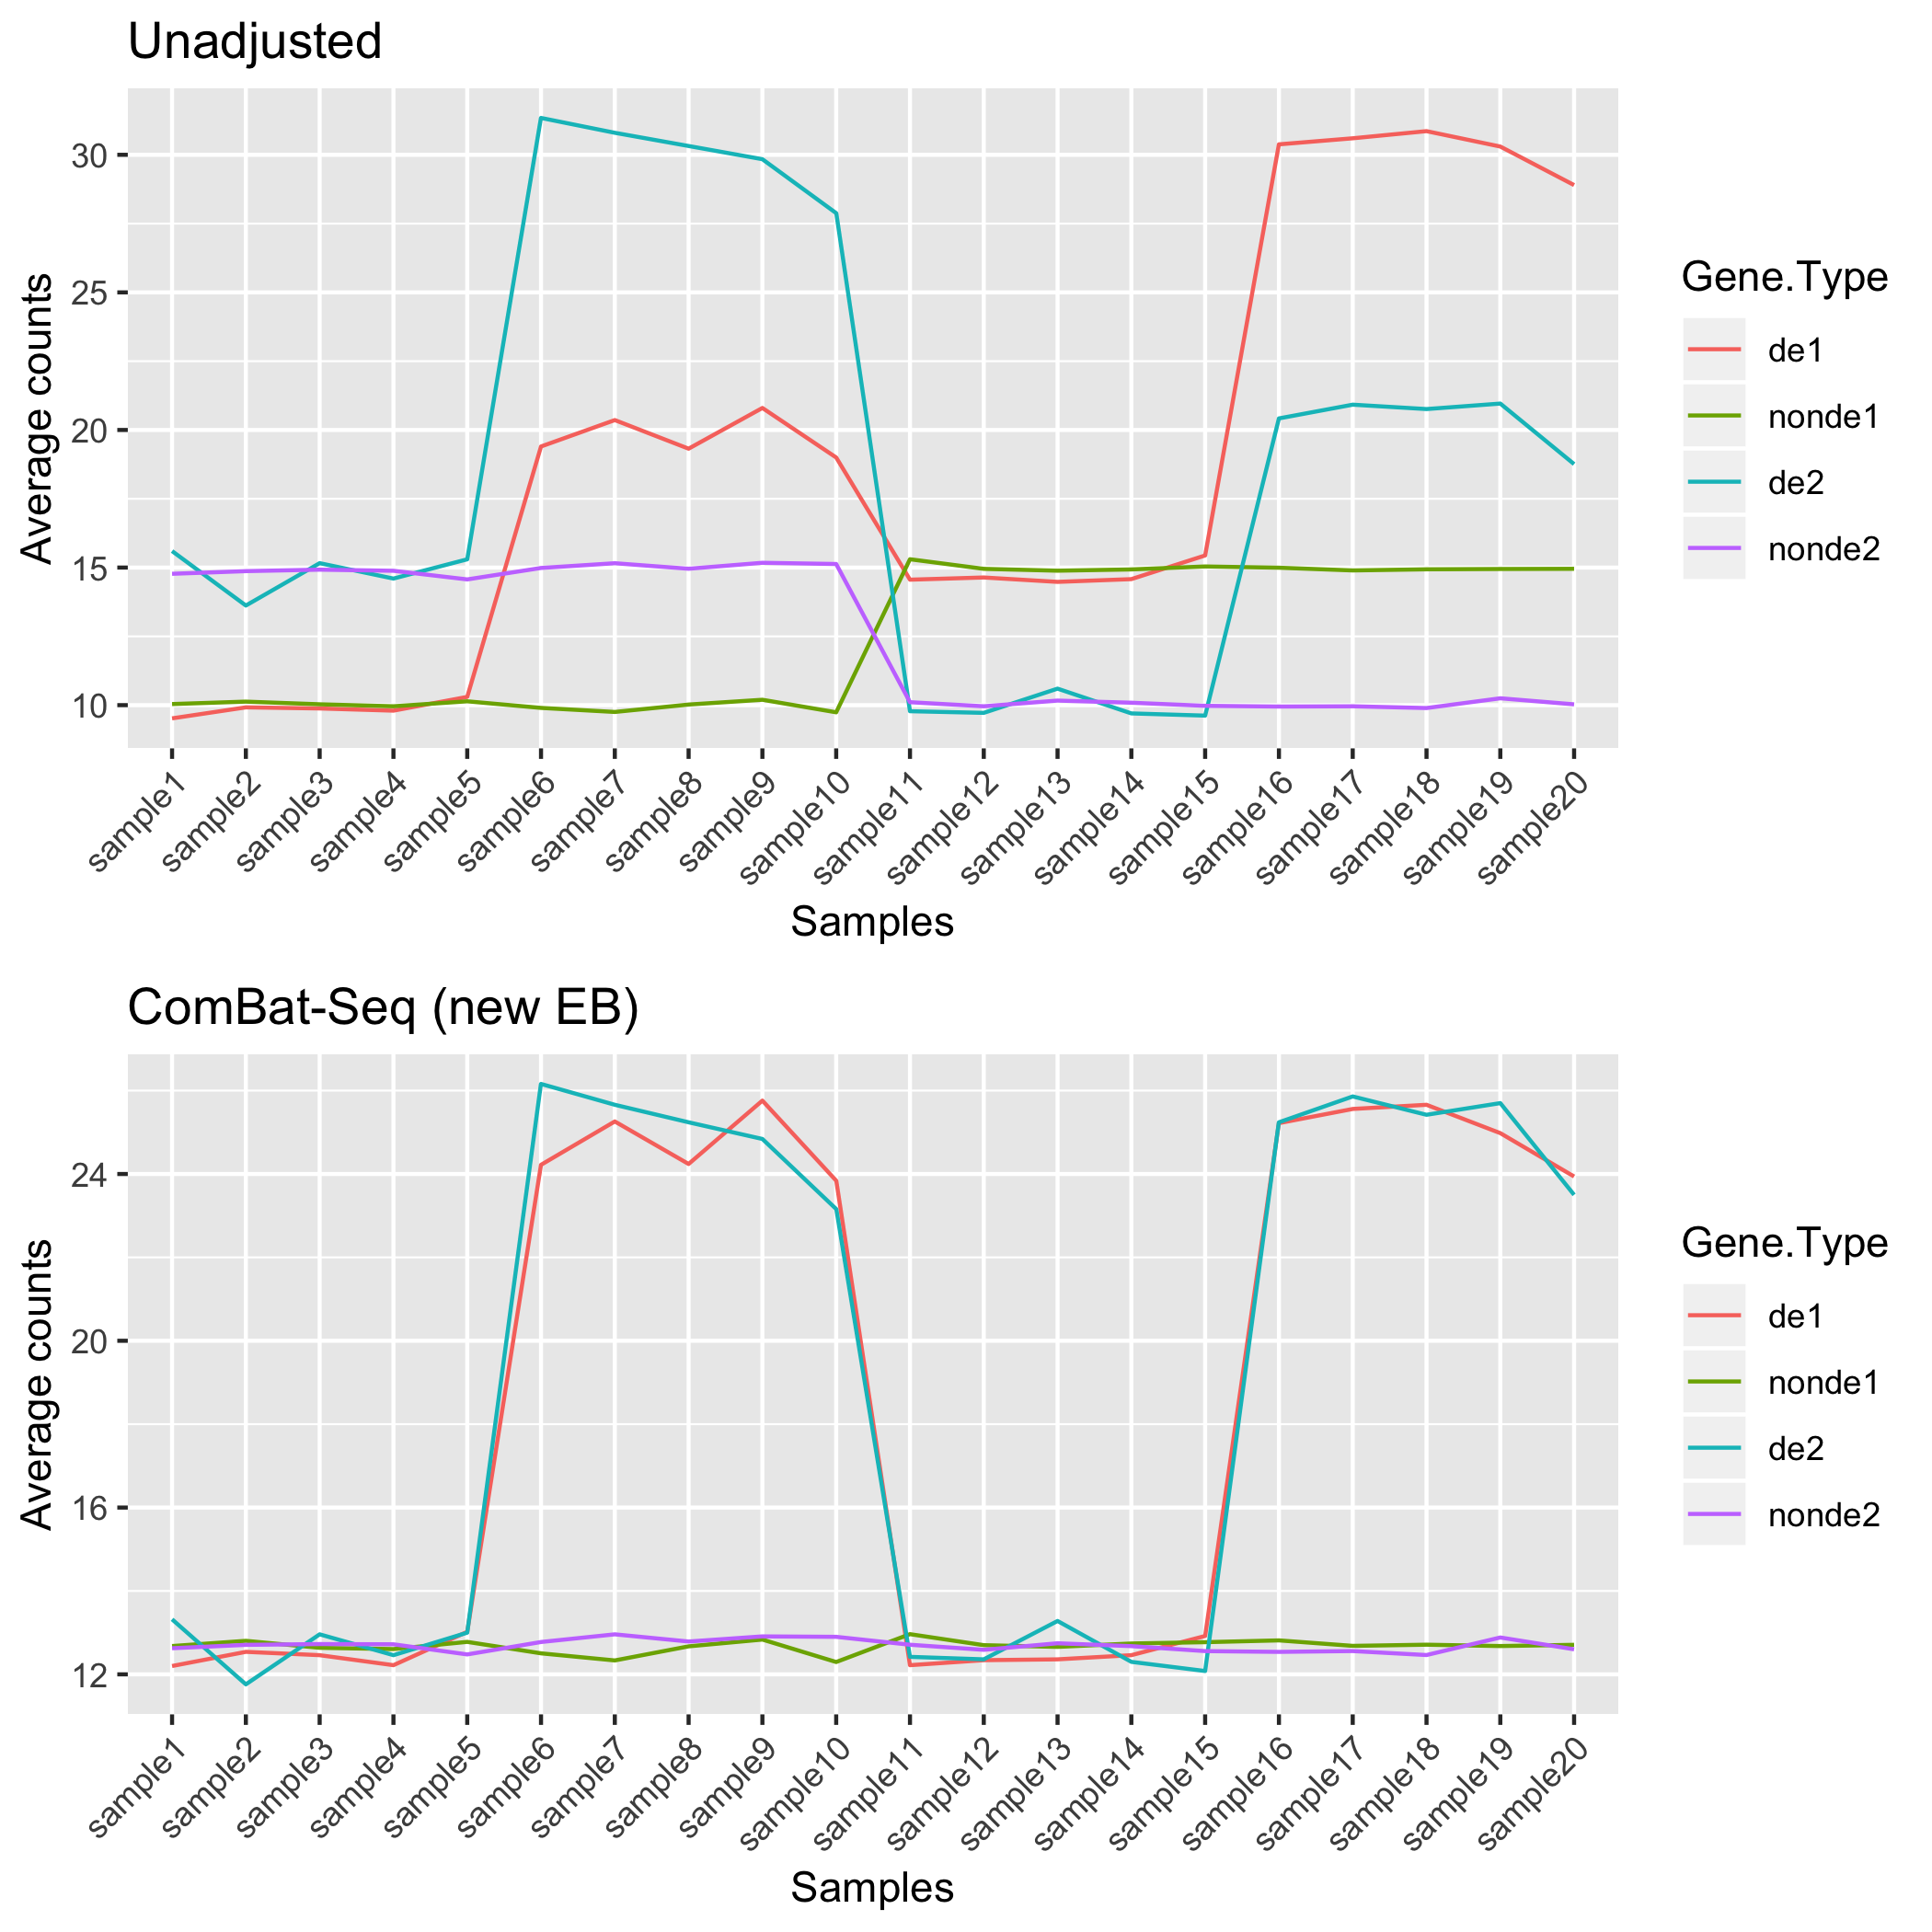 Unadjusted
Average counts
30
25
20
15
10
sample1
sample2
sample3
sample4
sample5
sample6
sample7
sample8
sample9
sample10
sample11
sample12
sample13
sample14
sample15
sample16
sample17
sample18
sample19
sample20
Samples
Gene.Type
de1
nonde1
de2
nonde2
ComBat-Seq (new EB)
Average counts
24
20
16
12
sample1
sample2
sample3
sample4
sample5
sample6
sample7
sample8
sample9
sample10
sample11
sample12
sample13
sample14
sample15
sample16
sample17
sample18
sample19
sample20
Samples
Gene.Type
de1
nonde1
de2
nonde2